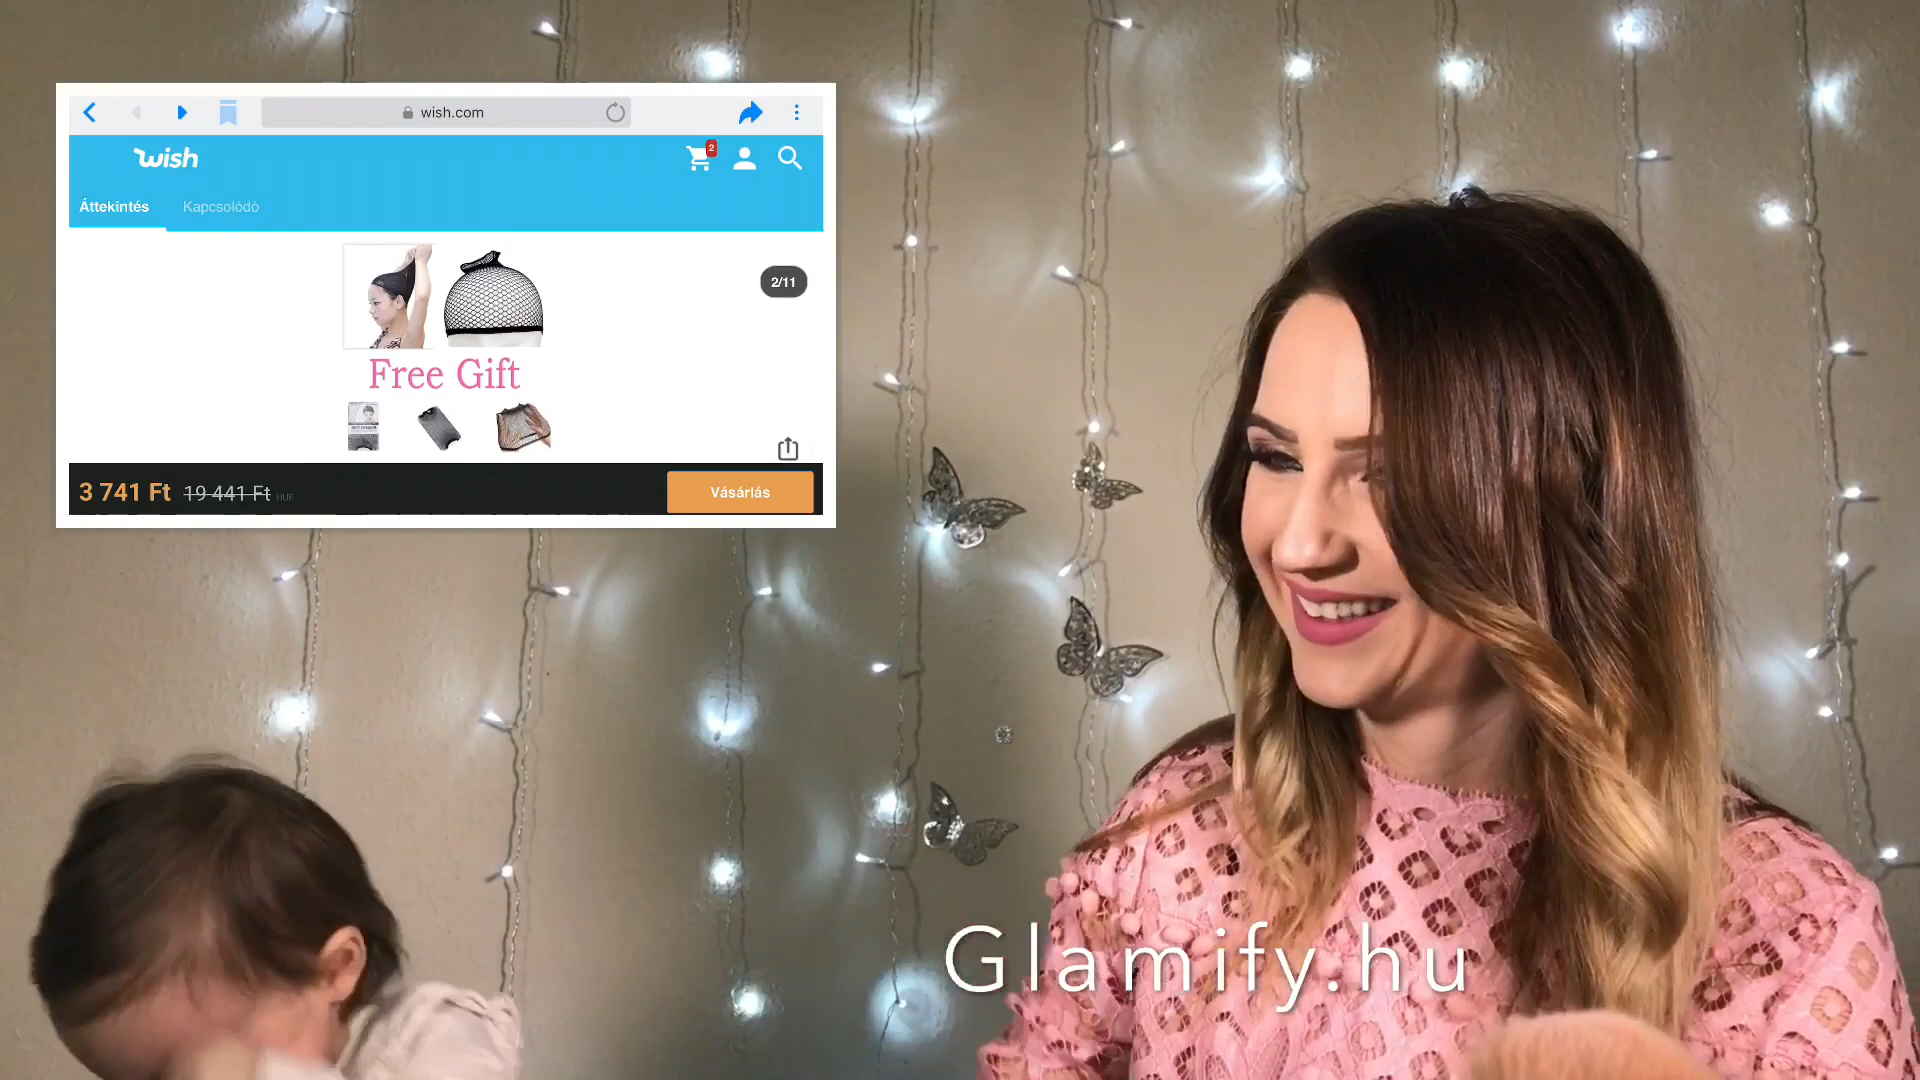 wish.com
wish
2
Áttekintés
Kapcsolódó
2/11
Free Gift
3 741 Ft 19 441 Ft HUF
Vásárlás
Glamify.hu